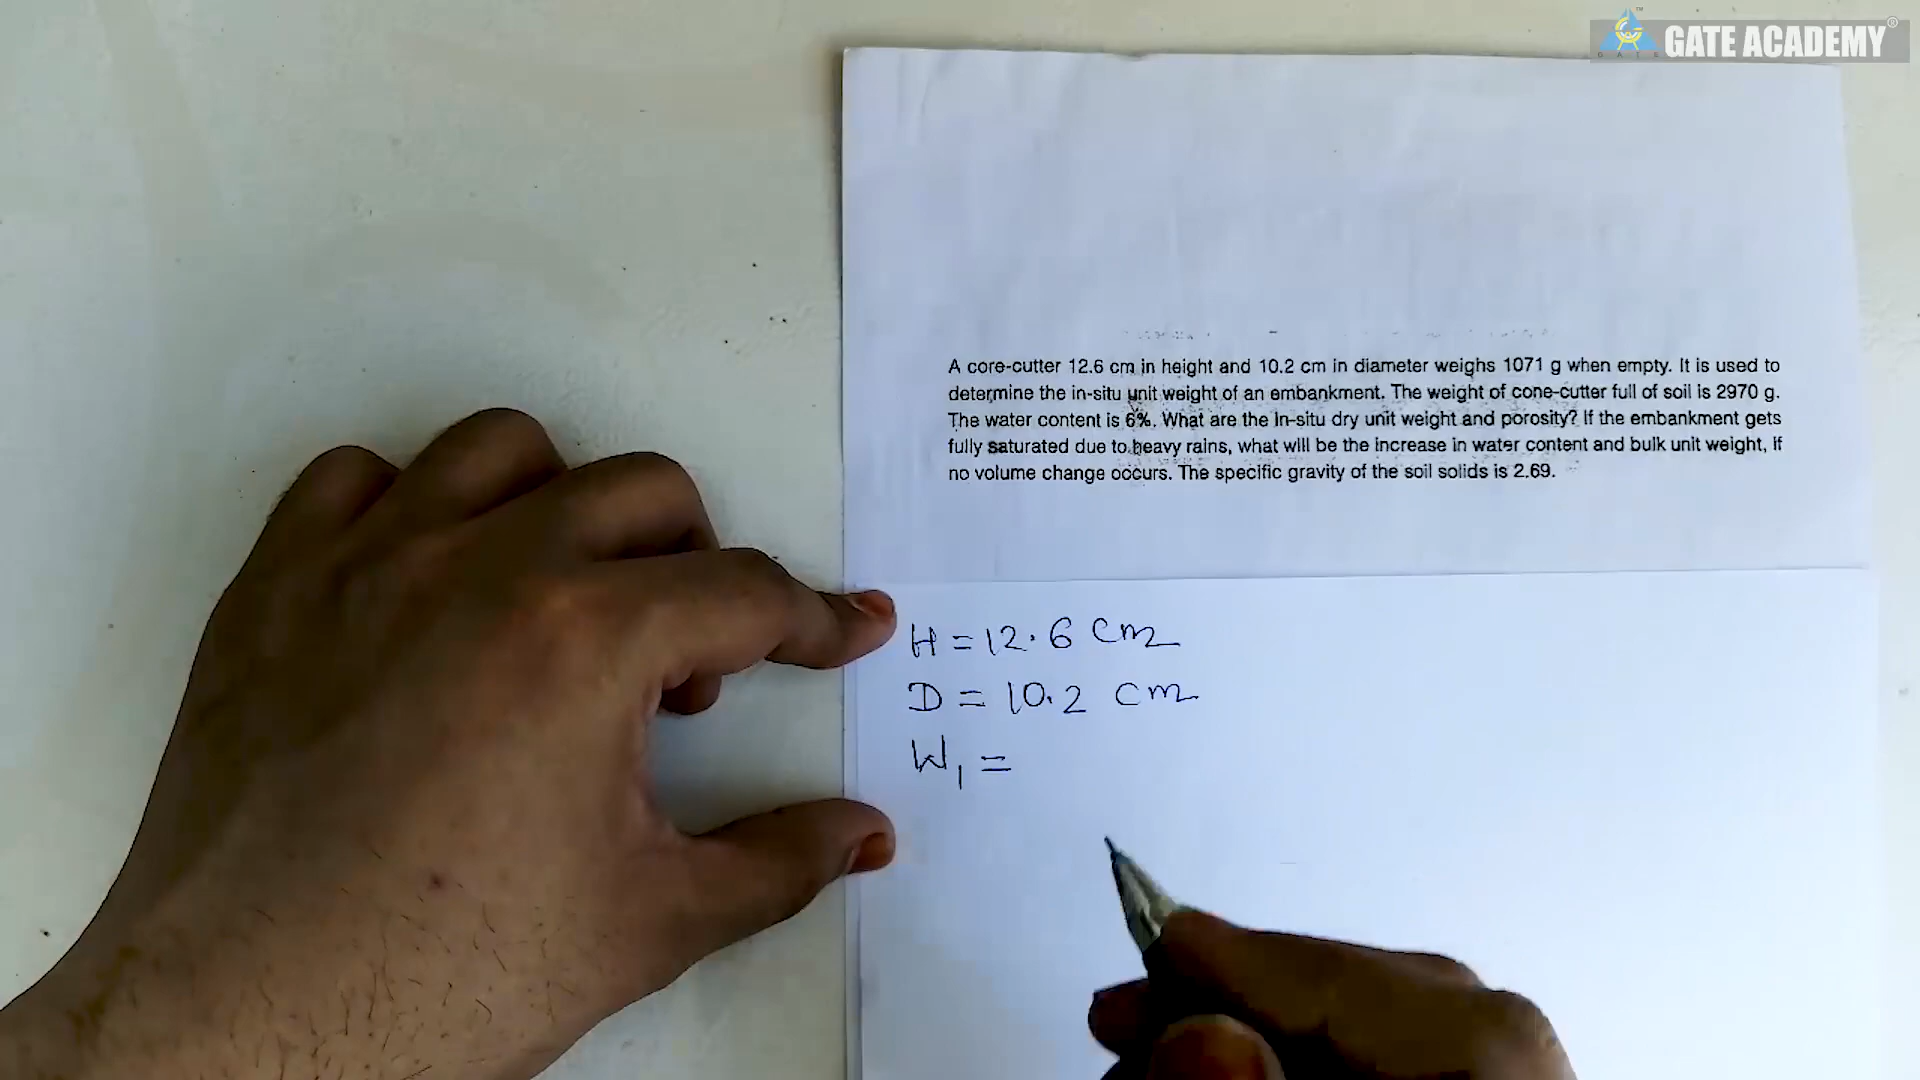 GATE ACADEMY
A core-cutter 12.6 cm in height and 10.2 cm in diameter weighs 1071 g when empty. It is used to
determine the in-situ unit weight of an embankment. The weight of cone-cutter full of soil is 2970 g.
The water content is 6%. What are the in-situ dry unit weight and porosity? If the embankment gets
fully saturated due to heavy rains, what will be the increase in water content and bulk unit weight, if
no volume change occurs. The specific gravity of the soil solids is 2.69.
H = 12.6 cm
D = 10.2 cm
W₁ =